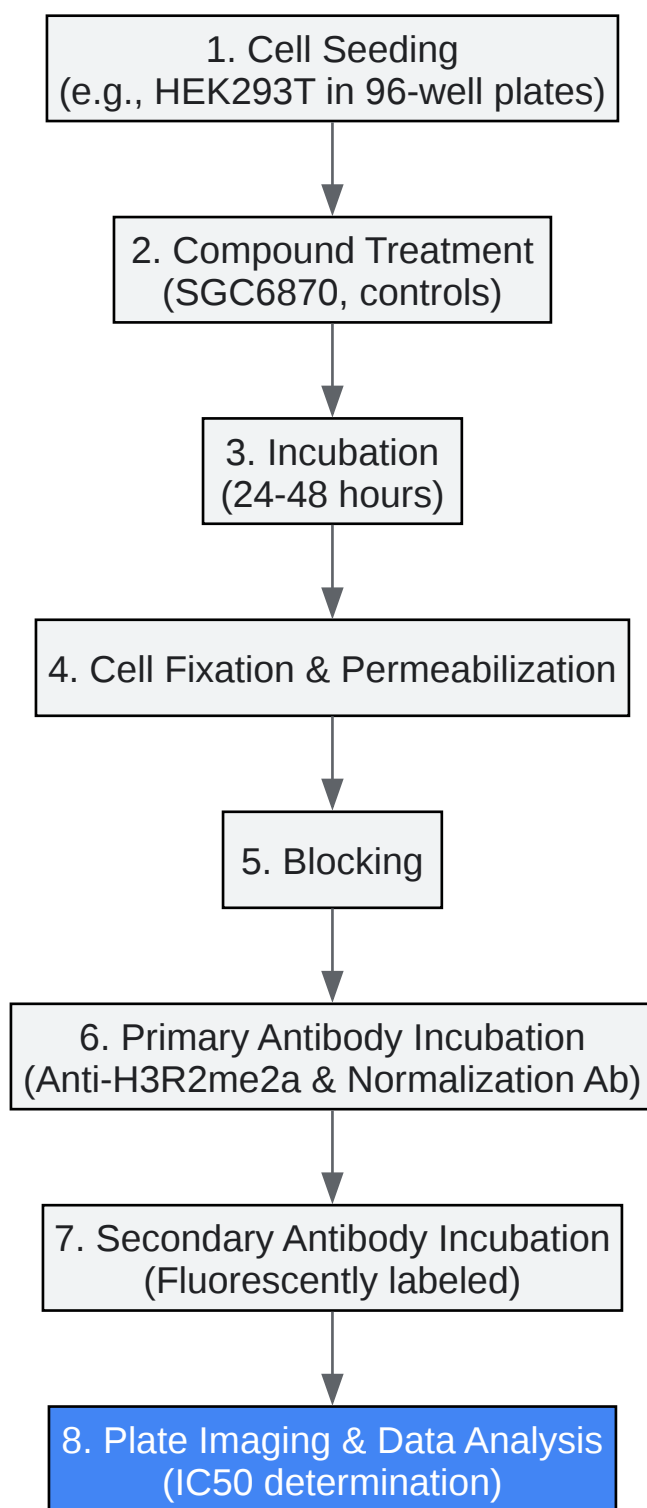 1. Cell Seeding
(e.g., HEK293T in 96-well plates)
2. Compound Treatment
(SGC6870, controls)
3. Incubation
(24-48 hours)
4. Cell Fixation & Permeabilization
5. Blocking
6. Primary Antibody Incubation
(Anti-H3R2me2a & Normalization Ab)
7. Secondary Antibody Incubation
(Fluorescently labeled)
8. Plate Imaging & Data Analysis
(IC50 determination)